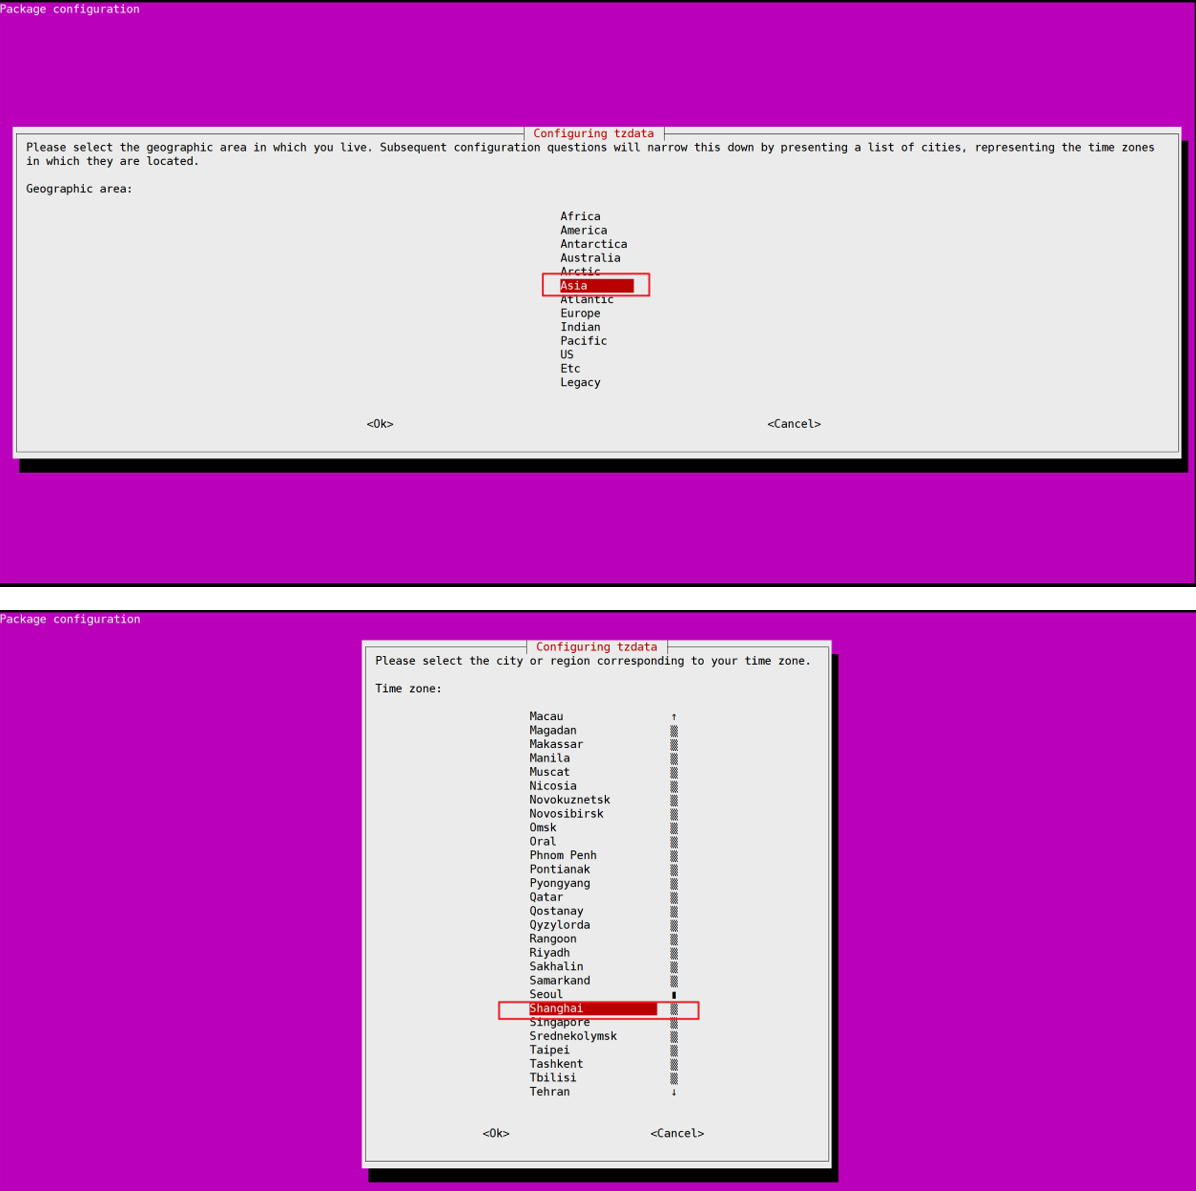 Package configuration
Configuring tzdata
Please select the geographic area in which you live. Subsequent configuration questions will narrow this down by presenting a list of cities, representing the time zones
in which they are located.
Geographic area:
Africa
America
Antarctica
Australia
Arctic
Asia
Atlantic
Europe
Indian
Pacific
US
Etc
Legacy
<Ok> <Cancel>
Package configuration
Configuring tzdata
Please select the city or region corresponding to your time zone.
Time zone:
Macau ↑
Magadan
Makassar
Manila
Muscat
Nicosia
Novokuznetsk
Novosibirsk
Omsk
Oral
Phnom Penh
Pontianak
Pyongyang
Qatar
Qostanay
Qyzylorda
Rangoon
Riyadh
Sakhalin
Samarkand
Seoul
Shanghai
Singapore
Srednekolymsk
Taipei
Tashkent
Tbilisi
Tehran ↓
<Ok> <Cancel>